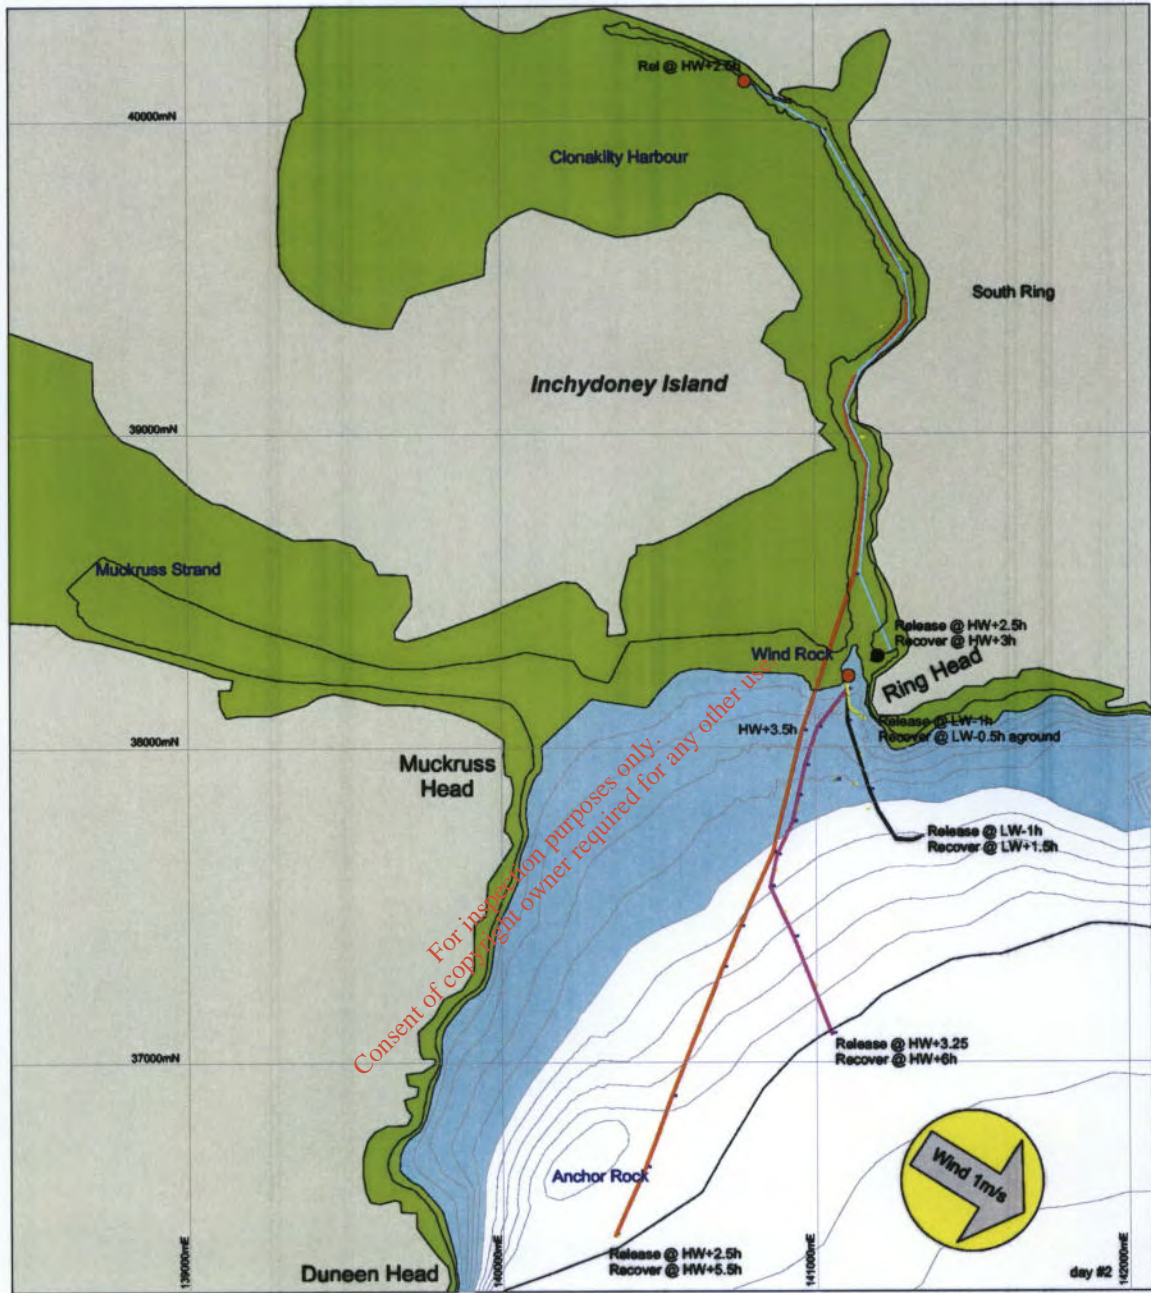 Rel @ HW+2.5h
40000mN
Clonakilty Harbour
South Ring
Inchydoney Island
39000mN
Muckruss Strand
Release @ HW+2.5h
Recover @ HW+3h
Wind Rock
Ring Head
Release @ LW-1h
Recover @ LW-0.5h aground
HW+3.5h
38000mN
Muckruss
Head
Release @ LW-1h
Recover @ LW+1.5h
For inspection purposes only.
Consent of copyright owner required for any other use.
37000mN
Release @ HW+3.25
Recover @ HW+6h
Wind 1m/s
Anchor Rock
139000mE
140000mE
141000mE
142000mE
Release @ HW+2.5h
Recover @ HW+5.5h
Duneen Head
day #2